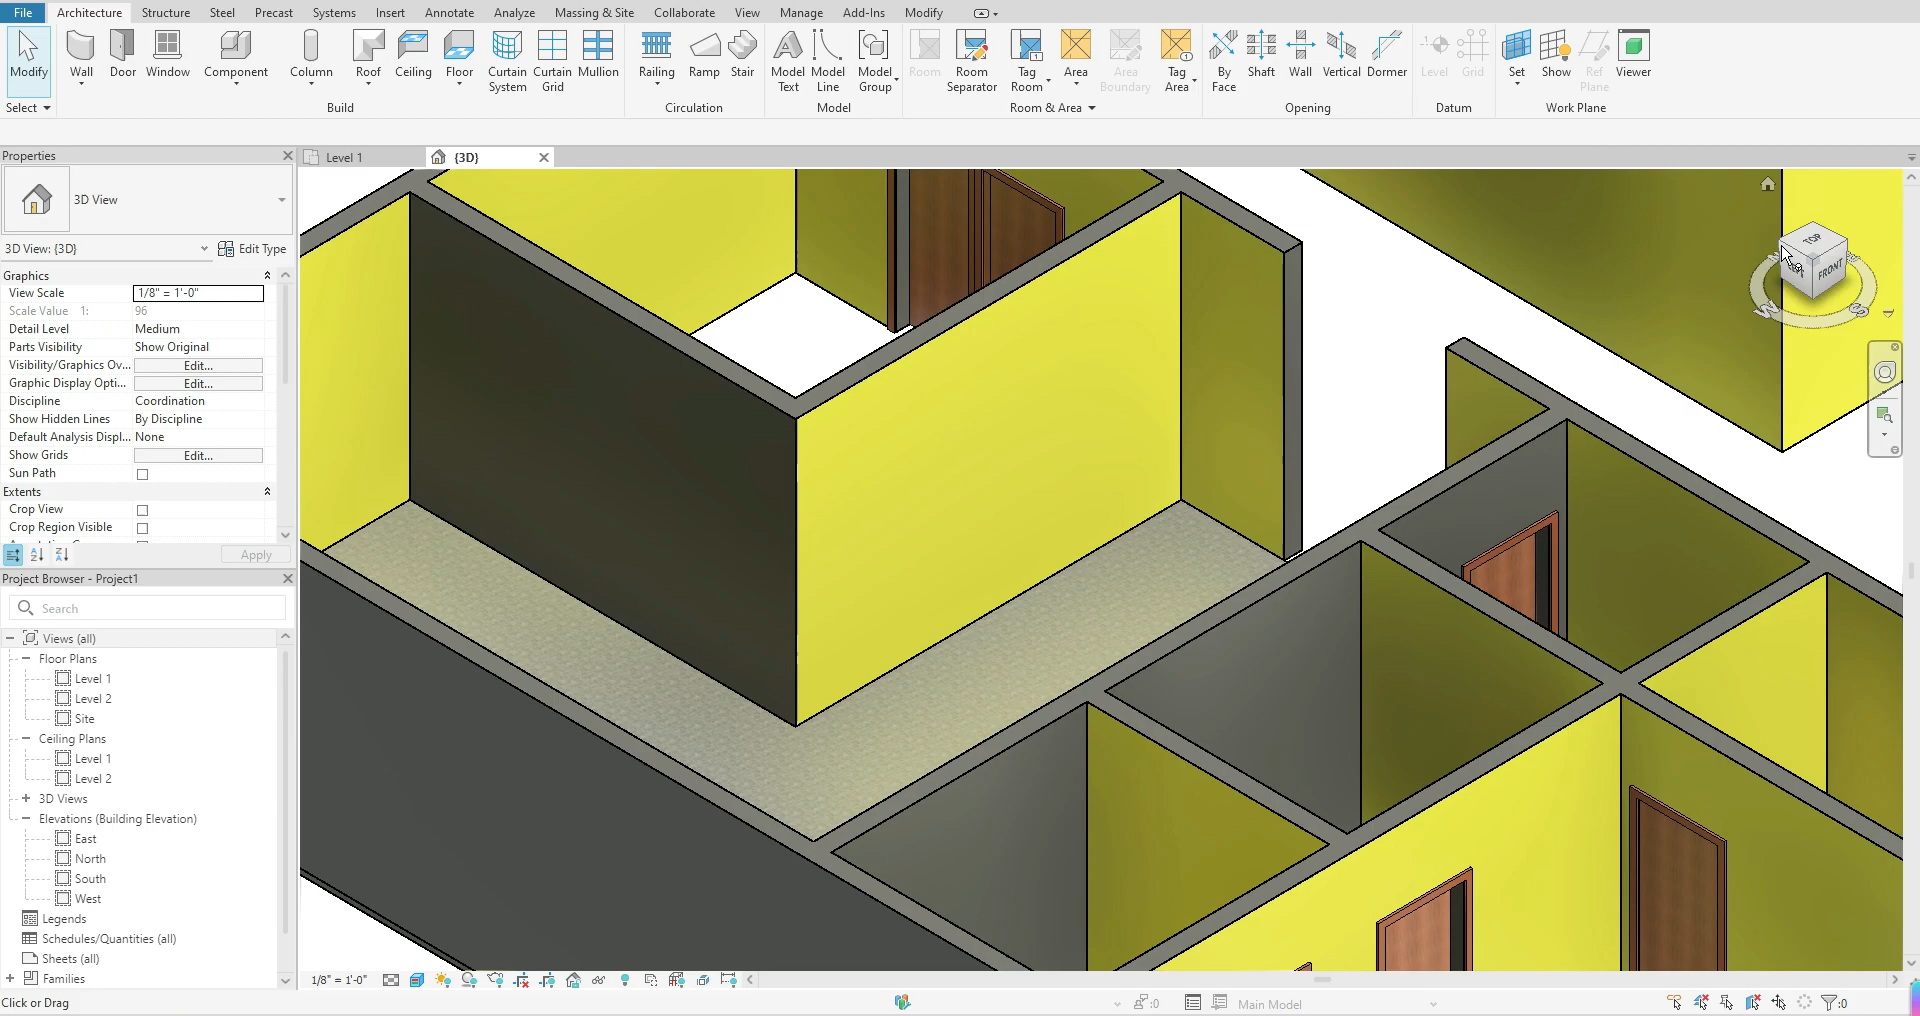 File Architecture Structure Steel Precast Systems Insert Annotate Analyze Massing & Site Collaborate View Manage Add-Ins Modify
Modify Wall Door Window Component Column Roof Ceiling Floor Curtain System Curtain Grid Mullion Railing Ramp Stair Model Text Model Line Model Group Room Room Separator Tag Room Area Area Boundary Tag Area By Face Shaft Wall Vertical Dormer Level Grid Set Show Ref Plane Viewer
Select Build Circulation Model Room & Area Opening Datum Work Plane
Properties
Level 1
{3D}
3D View
3D View: {3D}
Edit Type
Graphics
View Scale 1/8" = 1'-0"
Scale Value 1: 96
Detail Level Medium
Parts Visibility Show Original
Visibility/Graphics Ov... Edit...
Graphic Display Opti... Edit...
Discipline Coordination
Show Hidden Lines By Discipline
Default Analysis Displ... None
Show Grids Edit...
Sun Path
Extents
Crop View
Crop Region Visible
Apply
TOP
FRONT
W
S
Project Browser - Project1
Search
Views (all)
Floor Plans
Level 1
Level 2
Site
Ceiling Plans
Level 1
Level 2
3D Views
Elevations (Building Elevation)
East
North
South
West
Legends
Schedules/Quantities (all)
Sheets (all)
Families
1/8" = 1'-0"
Click or Drag
:0
Main Model
:0